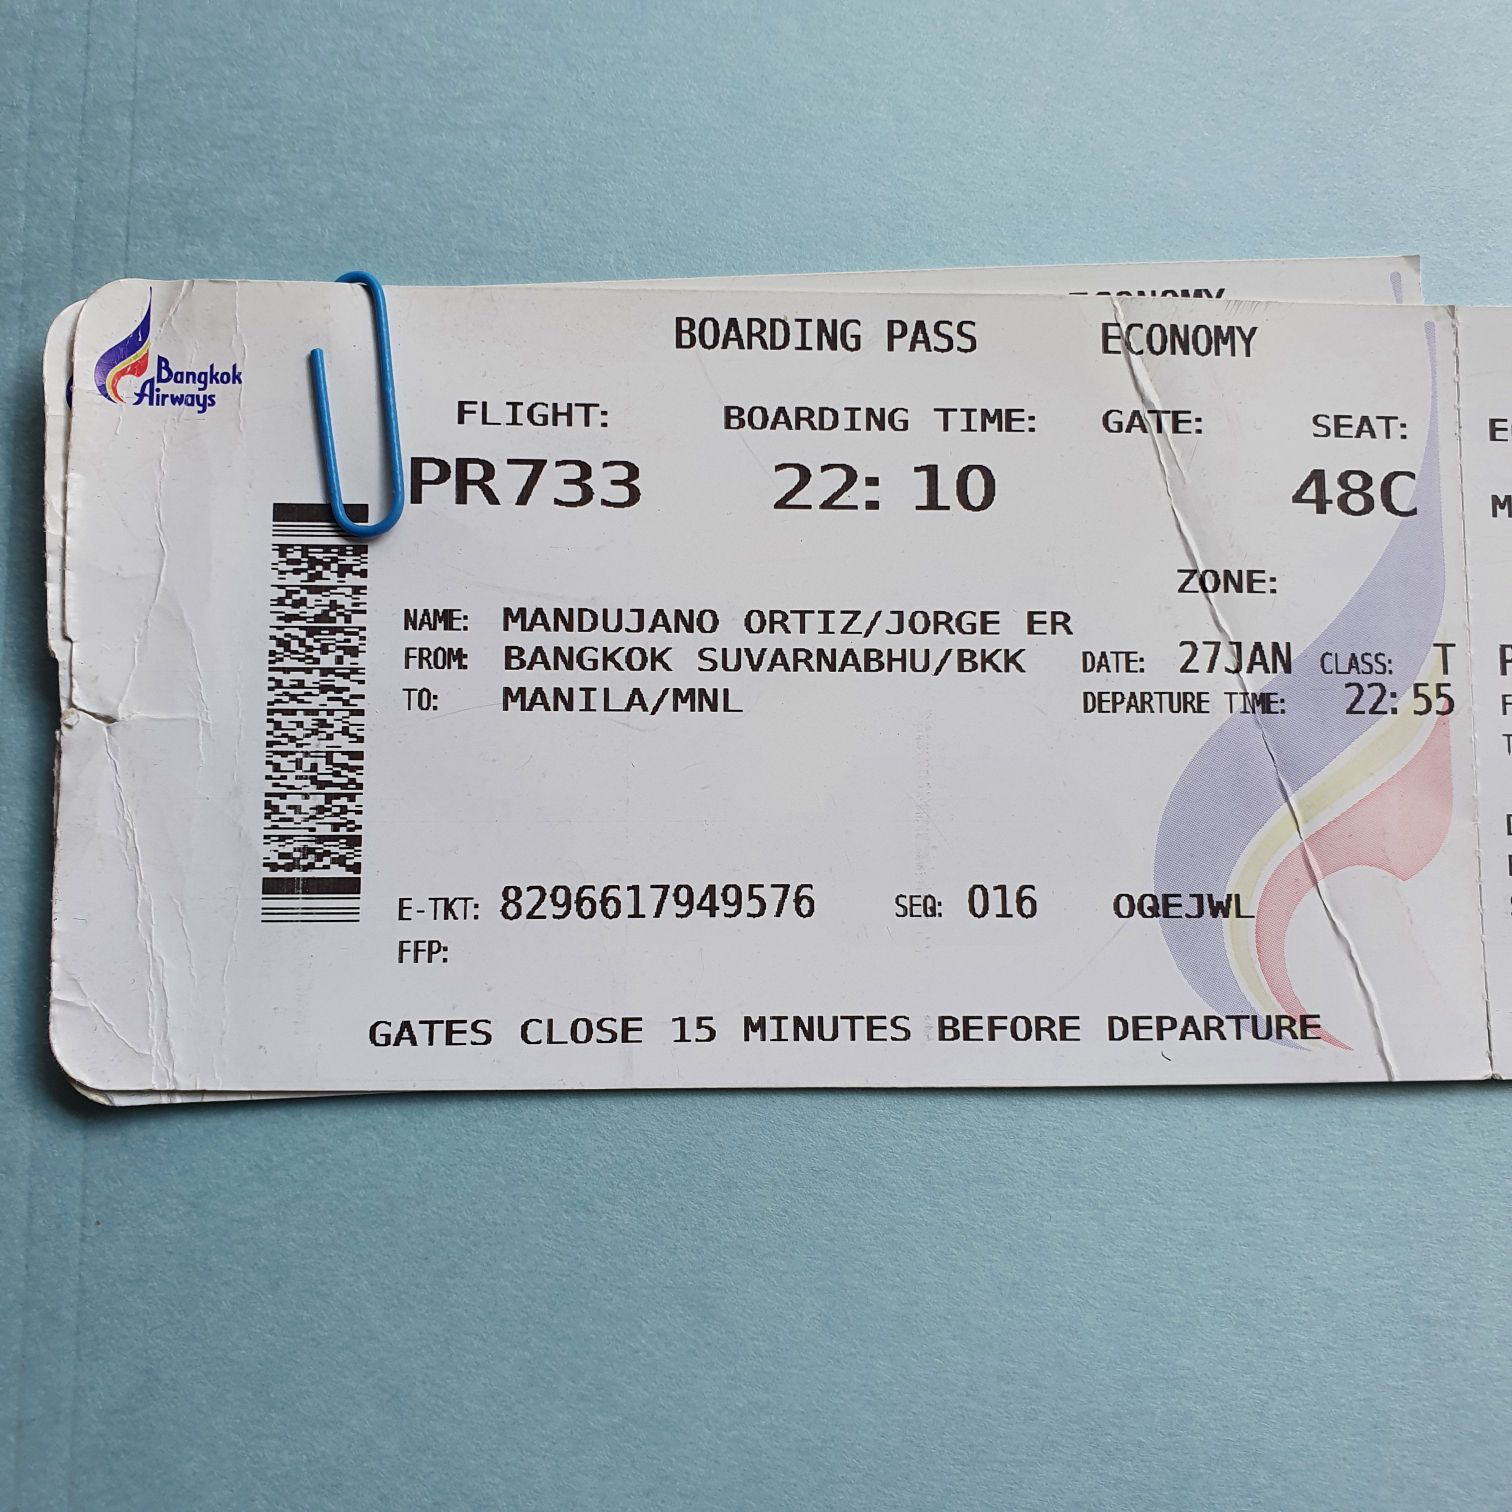 ECONOMY
Bangkok
Airways
BOARDING PASS ECONOMY
FLIGHT: BOARDING TIME: GATE: SEAT:
PR733 22:10 48C
ZONE:
NAME: MANDUJANO ORTIZ/JORGE ER
FROM: BANGKOK SUVARNABHU/BKK DATE: 27JAN CLASS: T
TO: MANILA/MNL DEPARTURE TIME: 22:55
E-TKT: 8296617949576 SEQ: 016 OQEJWL
FFP:
GATES CLOSE 15 MINUTES BEFORE DEPARTURE